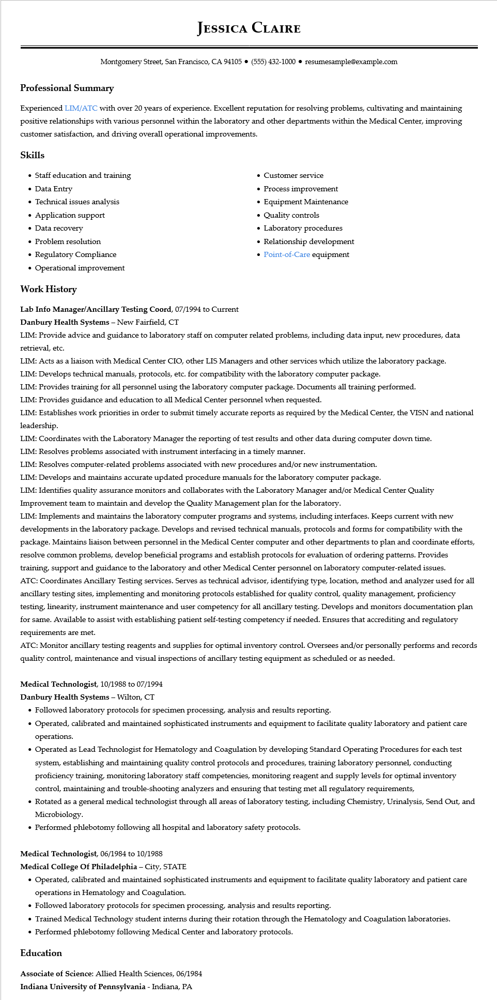 Jessica Claire
Montgomery Street, San Francisco, CA 94105 ● (555) 432-1000 ● resumesample@example.com
Professional Summary
Experienced LIM/ATC with over 20 years of experience. Excellent reputation for resolving problems, cultivating and maintaining
positive relationships with various personnel within the laboratory and other departments within the Medical Center, improving
customer satisfaction, and driving overall operational improvements.
Skills
• Staff education and training
• Data Entry
• Technical issues analysis
• Application support
• Data recovery
• Problem resolution
• Regulatory Compliance
• Operational improvement
• Customer service
• Process improvement
• Equipment Maintenance
• Quality controls
• Laboratory procedures
• Relationship development
• Point-of-Care equipment
Work History
Lab Info Manager/Ancillary Testing Coord, 07/1994 to Current
Danbury Health Systems – New Fairfield, CT
LIM: Provide advice and guidance to laboratory staff on computer related problems, including data input, new procedures, data
retrieval, etc.
LIM: Acts as a liaison with Medical Center CIO, other LIS Managers and other services which utilize the laboratory package.
LIM: Develops technical manuals, protocols, etc. for compatibility with the laboratory computer package.
LIM: Provides training for all personnel using the laboratory computer package. Documents all training performed.
LIM: Provides guidance and education to all Medical Center personnel when requested.
LIM: Establishes work priorities in order to submit timely accurate reports as required by the Medical Center, the VISN and national
leadership.
LIM: Coordinates with the Laboratory Manager the reporting of test results and other data during computer down time.
LIM: Resolves problems associated with instrument interfacing in a timely manner.
LIM: Resolves computer-related problems associated with new procedures and/or new instrumentation.
LIM: Develops and maintains accurate updated procedure manuals for the laboratory computer package.
LIM: Identifies quality assurance monitors and collaborates with the Laboratory Manager and/or Medical Center Quality
Improvement team to maintain and develop the Quality Management plan for the laboratory.
LIM: Implements and maintains the laboratory computer programs and systems, including interfaces. Keeps current with new
developments in the laboratory package. Develops and revised technical manuals, protocols and forms for compatibility with the
package. Maintains liaison between personnel in the Medical Center computer and other departments to plan and coordinate efforts,
resolve common problems, develop beneficial programs and establish protocols for evaluation of ordering patterns. Provides
training, support and guidance to the laboratory and other Medical Center personnel on laboratory computer-related issues.
ATC: Coordinates Ancillary Testing services. Serves as technical advisor, identifying type, location, method and analyzer used for all
ancillary testing sites, implementing and monitoring protocols established for quality control, quality management, proficiency
testing, linearity, instrument maintenance and user competency for all ancillary testing. Develops and monitors documentation plan
for same. Available to assist with establishing patient self-testing competency if needed. Ensures that accrediting and regulatory
requirements are met.
ATC: Monitor ancillary testing reagents and supplies for optimal inventory control. Oversees and/or personally performs and records
quality control, maintenance and visual inspections of ancillary testing equipment as scheduled or as needed.
Medical Technologist, 10/1988 to 07/1994
Danbury Health Systems – Wilton, CT
• Followed laboratory protocols for specimen processing, analysis and results reporting.
• Operated, calibrated and maintained sophisticated instruments and equipment to facilitate quality laboratory and patient care
operations.
• Operated as Lead Technologist for Hematology and Coagulation by developing Standard Operating Procedures for each test
system, establishing and maintaining quality control protocols and procedures, training laboratory personnel, conducting
proficiency training, monitoring laboratory staff competencies, monitoring reagent and supply levels for optimal inventory
control, maintaining and trouble-shooting analyzers and ensuring that testing met all regulatory requirements,
• Rotated as a general medical technologist through all areas of laboratory testing, including Chemistry, Urinalysis, Send Out, and
Microbiology.
• Performed phlebotomy following all hospital and laboratory safety protocols.
Medical Technologist, 06/1984 to 10/1988
Medical College Of Philadelphia – City, STATE
• Operated, calibrated and maintained sophisticated instruments and equipment to facilitate quality laboratory and patient care
operations in Hematology and Coagulation.
• Followed laboratory protocols for specimen processing, analysis and results reporting.
• Trained Medical Technology student interns during their rotation through the Hematology and Coagulation laboratories.
• Performed phlebotomy following Medical Center and laboratory protocols.
Education
Associate of Science: Allied Health Sciences, 06/1984
Indiana University of Pennsylvania - Indiana, PA